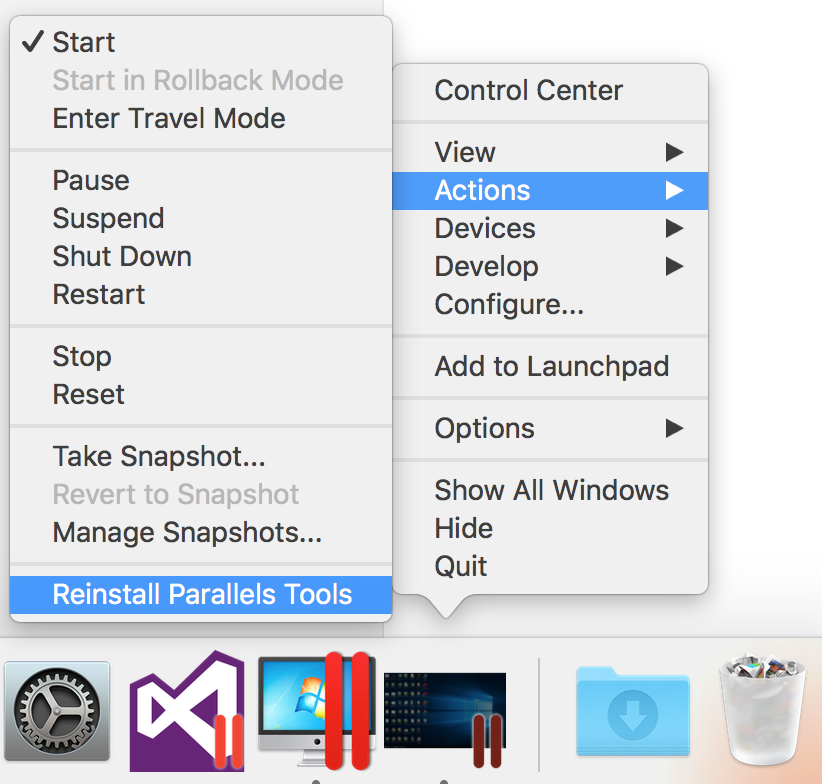 Start
Start in Rollback Mode
Enter Travel Mode
Pause
Suspend
Shut Down
Restart
Stop
Reset
Take Snapshot...
Revert to Snapshot
Manage Snapshots...
Reinstall Parallels Tools
Control Center
View
Actions
Devices
Develop
Configure...
Add to Launchpad
Options
Show All Windows
Hide
Quit